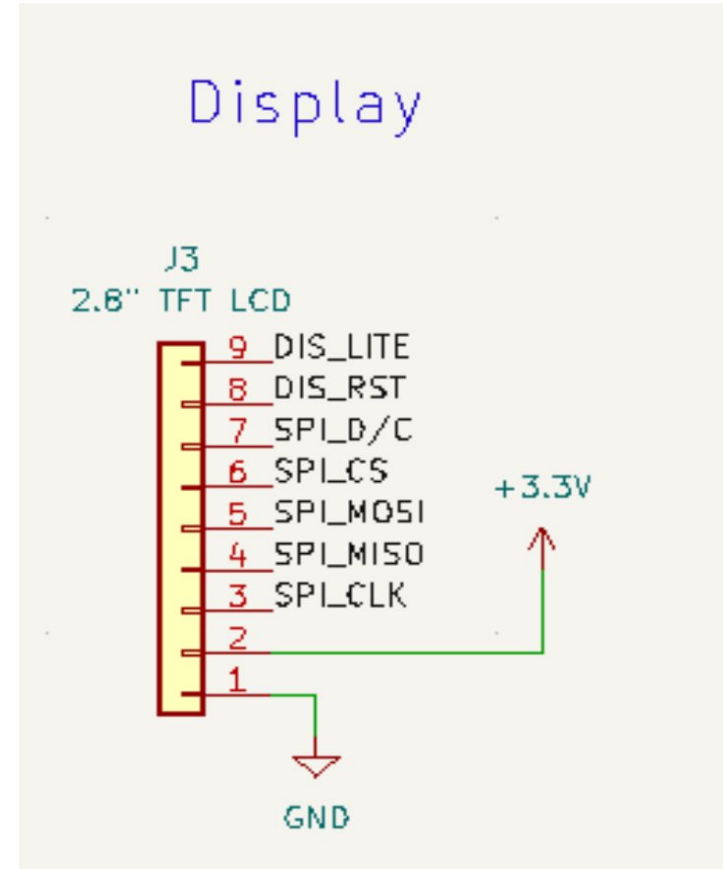 Display
J3
2.8" TFT LCD
9 DIS_LITE
8 DIS_RST
7 SPI_D/C
6 SPI_CS
+3.3V
5 SPI_MOSI
4 SPI_MISO
3 SPI_CLK
2
1
GND